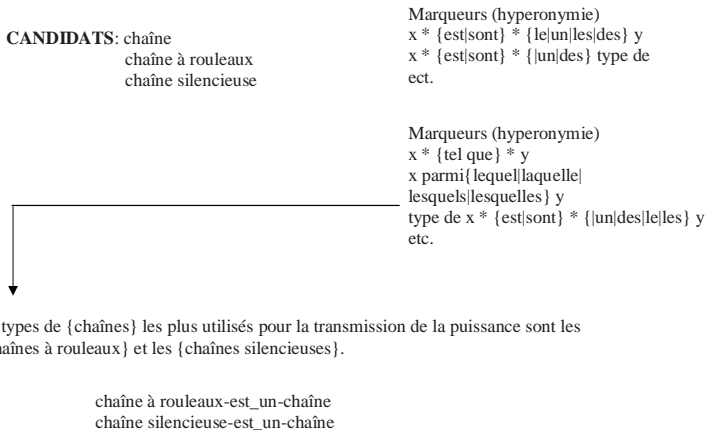 CANDIDATS: chaîne
chaîne à rouleaux
chaîne silencieuse
Marqueurs (hyperonymie)
x * {est|sont} * {le|un|les|des} y
x * {est|sont} * {|un|des} type de
ect.
Marqueurs (hyperonymie)
x * {tel que} * y
x parmi{lequel|laquelle|
lesquels|lesquelles} y
type de x * {est|sont} * {|un|des|le|les} y
etc.
types de {chaînes} les plus utilisés pour la transmission de la puissance sont les
haînes à rouleaux} et les {chaînes silencieuses}.
chaîne à rouleaux-est_un-chaîne
chaîne silencieuse-est_un-chaîne